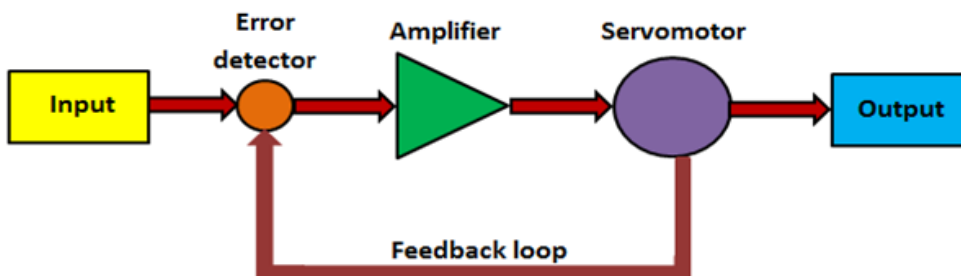 Error
detector
Amplifier
Servomotor
Input
Output
Feedback loop